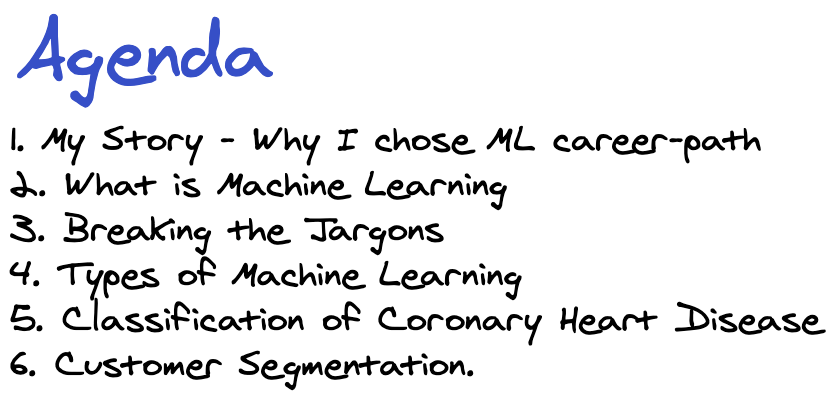 Agenda
1. My Story - Why I chose ML career-path
2. What is Machine Learning
3. Breaking the Jargons
4. Types of Machine Learning
5. Classification of Coronary Heart Disease
6. Customer Segmentation.